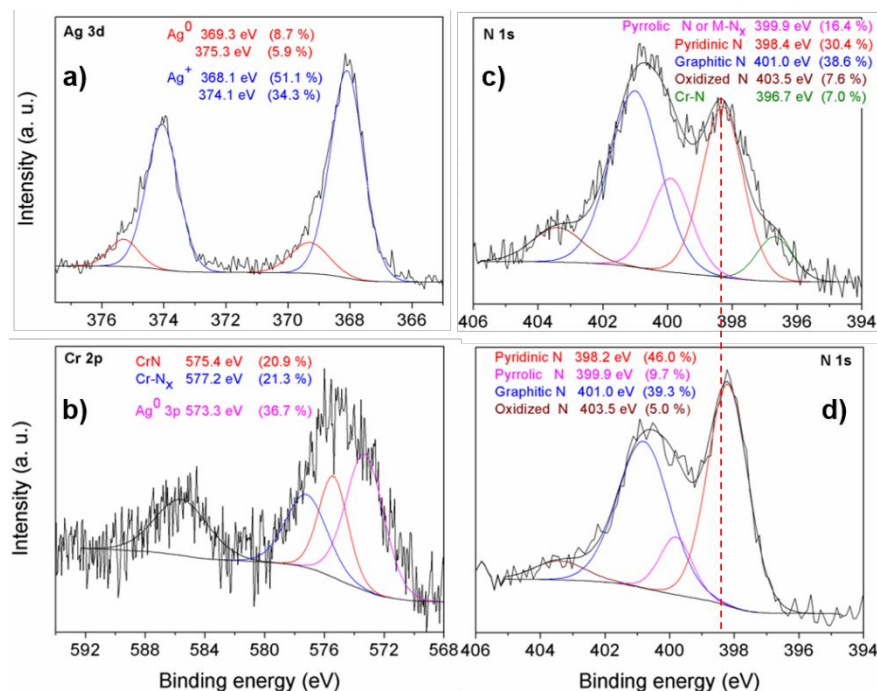 Ag 3d
Ag⁰ 369.3 eV (8.7 %)
375.3 eV (5.9 %)
a)
Ag⁺ 368.1 eV (51.1 %)
374.1 eV (34.3 %)
Intensity (a. u.)
376 374 372 370 368 366
Pyrrolic N or M-Nₓ 399.9 eV (16.4 %)
N 1s
Pyridinic N 398.4 eV (30.4 %)
c)
Graphitic N 401.0 eV (38.6 %)
Oxidized N 403.5 eV (7.6 %)
Cr-N 396.7 eV (7.0 %)
406 404 402 400 398 396 394
Cr 2p
CrN 575.4 eV (20.9 %)
Cr-Nₓ 577.2 eV (21.3 %)
b)
Ag⁰ 3p 573.3 eV (36.7 %)
Intensity (a. u.)
592 588 584 580 576 572 568
Binding energy (eV)
Pyridinic N 398.2 eV (46.0 %)
N 1s
Pyrrolic N 399.9 eV (9.7 %)
Graphitic N 401.0 eV (39.3 %)
Oxidized N 403.5 eV (5.0 %)
d)
406 404 402 400 398 396 394
Binding energy (eV)